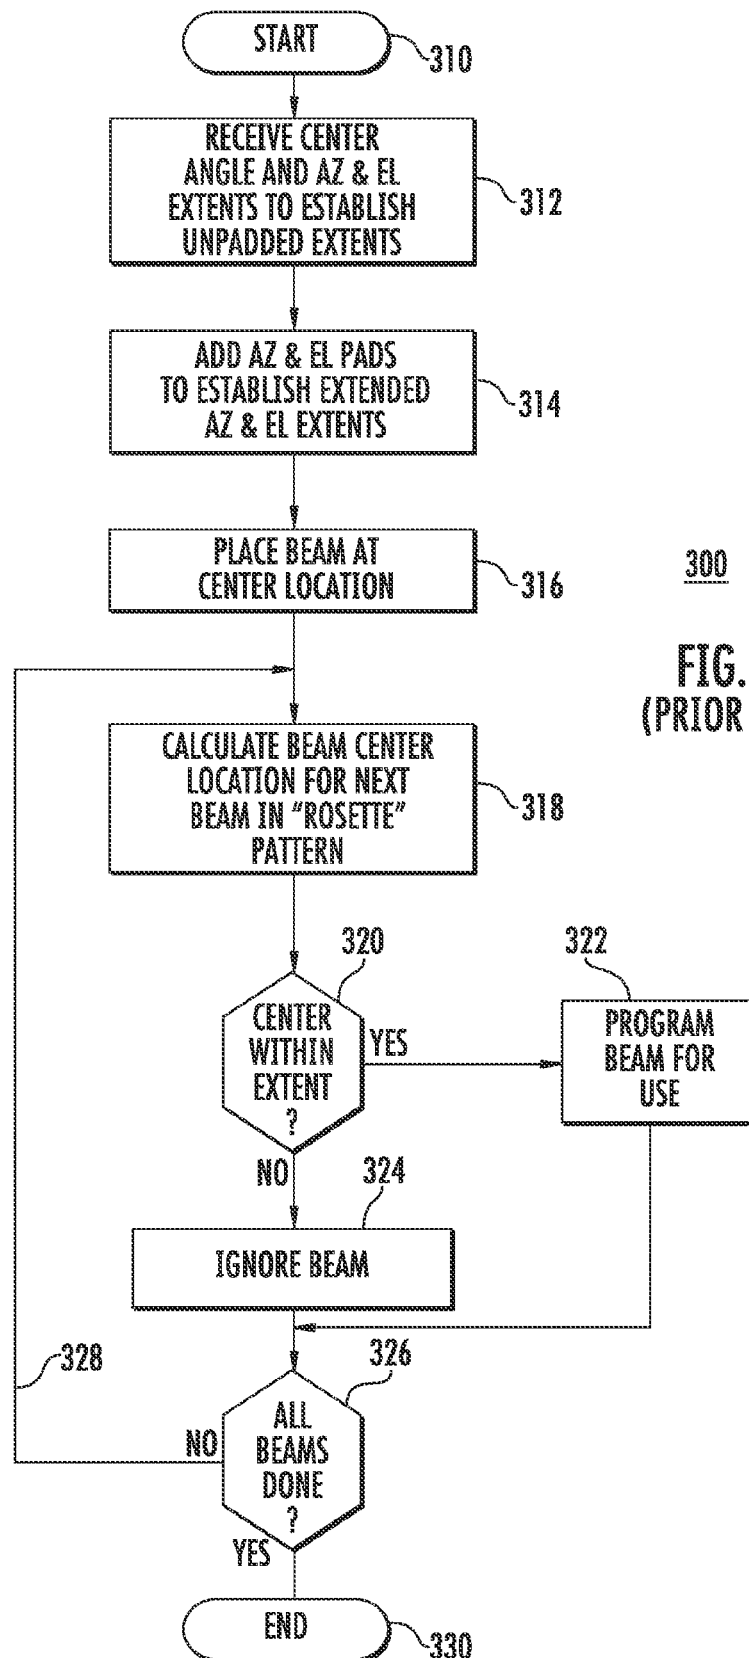 START
310
RECEIVE CENTER
ANGLE AND AZ & EL
EXTENTS TO ESTABLISH
UNPADDED EXTENTS
312
ADD AZ & EL PADS
TO ESTABLISH EXTENDED
AZ & EL EXTENTS
314
PLACE BEAM AT
CENTER LOCATION
316
300
FIG.
(PRIOR
CALCULATE BEAM CENTER
LOCATION FOR NEXT
BEAM IN “ROSETTE”
PATTERN
318
320
CENTER
WITHIN
EXTENT
?
YES
322
PROGRAM
BEAM FOR
USE
NO
324
IGNORE BEAM
328
326
ALL
BEAMS
DONE
?
NO
YES
END
330